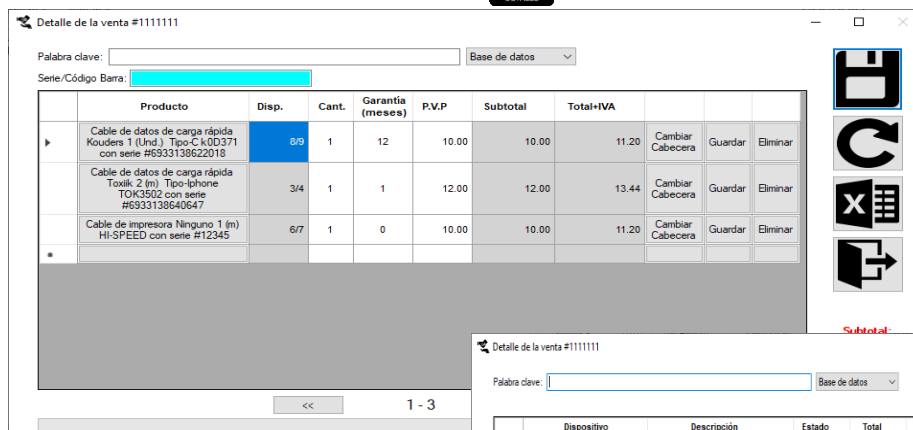 Detalle de la venta #1111111
Palabra clave:
Base de datos
Serie/Código Barra:
Producto Disp. Cant. Garantía (meses) P.V.P Subtotal Total+IVA
Cable de datos de carga rápida
Kouders 1 (Und.) Tipo-C k0D371
con serie #6933138622018
8/9 1 12 10.00 10.00 11.20 Cambiar Cabecera Guardar Eliminar
Cable de datos de carga rápida
Toxiik 2 (m) Tipo-Iphone
TOK3502 con serie
#6933138640647
3/4 1 1 12.00 12.00 13.44 Cambiar Cabecera Guardar Eliminar
Cable de impresora Ninguno 1 (m)
HI-SPEED con serie #12345
6/7 1 0 10.00 10.00 11.20 Cambiar Cabecera Guardar Eliminar
Subtotal:
<< 1 - 3
Detalle de la venta #1111111
Palabra clave:
Base de datos
Dispositivo Descripción Estado Total